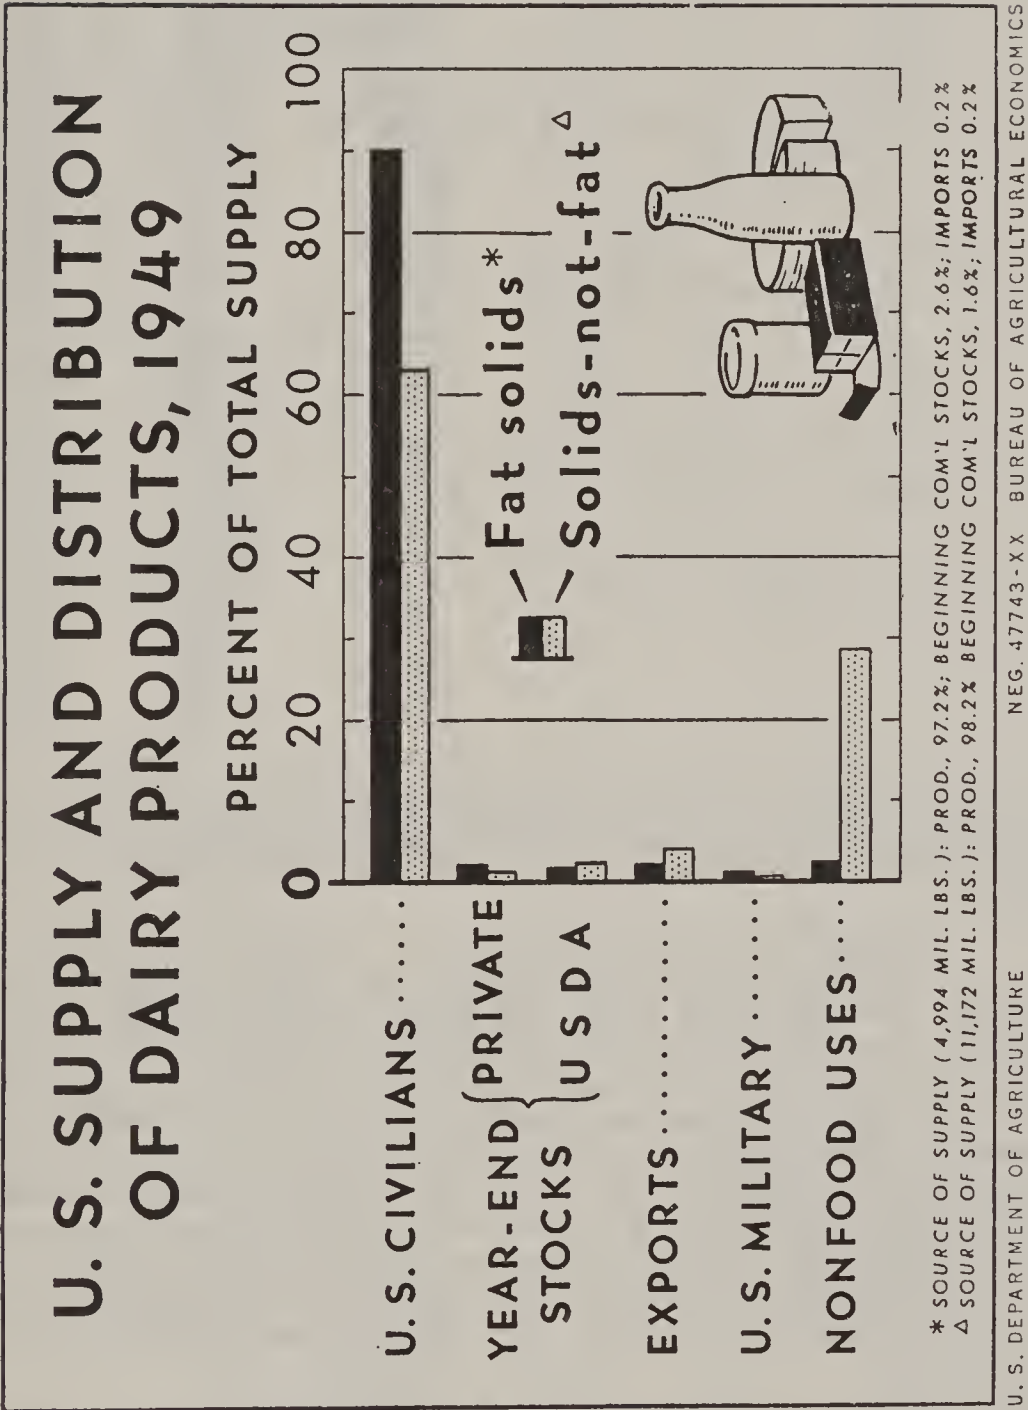 U. S. SUPPLY AND DISTRIBUTION
OF DAIRY PRODUCTS, 1949
PERCENT OF TOTAL SUPPLY
0 20 40 60 80 100
U. S. CIVILIANS .....
YEAR-END STOCKS { PRIVATE
U S D A
EXPORTS ............
U. S. MILITARY .......
NONFOOD USES ....
Fat solids *
Solids-not-fat △
* SOURCE OF SUPPLY ( 4,994 MIL. LBS. ): PROD., 97.2%; BEGINNING COM'L STOCKS, 2.6%; IMPORTS 0.2%
△ SOURCE OF SUPPLY (11,172 MIL. LBS. ): PROD., 98.2% BEGINNING COM'L STOCKS, 1.6%; IMPORTS 0.2%
U. S. DEPARTMENT OF AGRICULTURE NEG. 47743-XX BUREAU OF AGRICULTURAL ECONOMICS